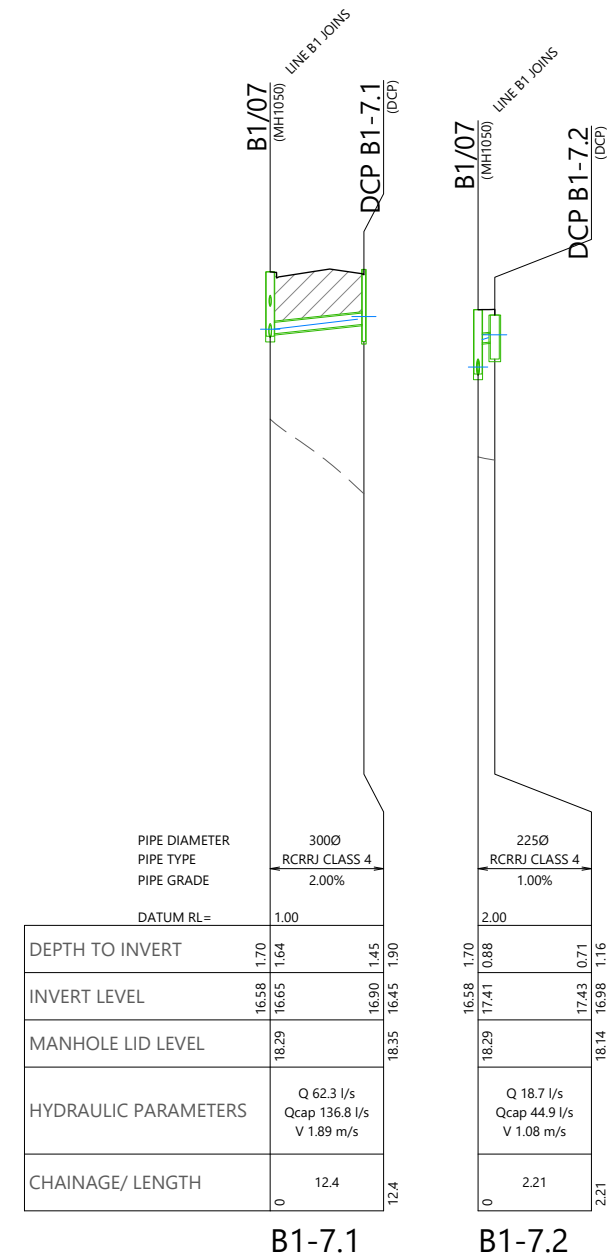 LINE B1 JOINS
B1/07
(MH1050)
DCP B1-7.1
(DCP)
LINE B1 JOINS
B1/07
(MH1050)
DCP B1-7.2
(DCP)
PIPE DIAMETER 300Ø 225Ø
PIPE TYPE RCRRJ CLASS 4 RCRRJ CLASS 4
PIPE GRADE 2.00% 1.00%
DATUM RL= 1.00 2.00
DEPTH TO INVERT 1.70 1.64 1.45 1.90 1.70 0.88 0.71 1.16
INVERT LEVEL 16.58 16.65 16.90 16.45 16.58 17.41 17.43 16.98
MANHOLE LID LEVEL 18.29 18.35 18.29 18.14
HYDRAULIC PARAMETERS
Q 62.3 l/s
Qcap 136.8 l/s
V 1.89 m/s
Q 18.7 l/s
Qcap 44.9 l/s
V 1.08 m/s
CHAINAGE/ LENGTH 0 12.4 12.4 0 2.21 2.21
B1-7.1 B1-7.2